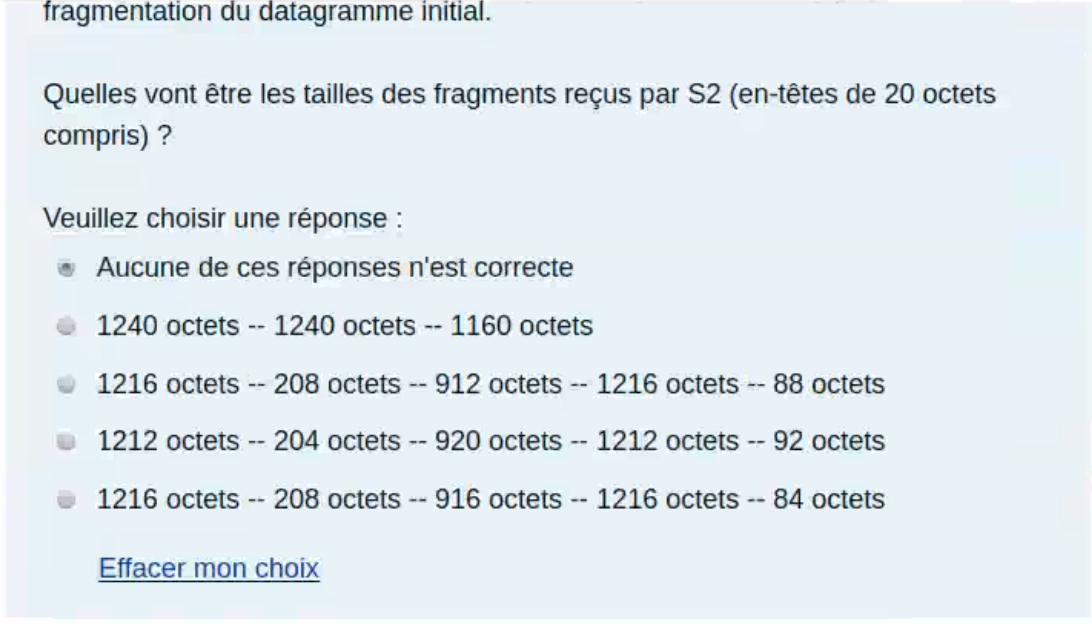 fragmentation du datagramme initial.
Quelles vont être les tailles des fragments reçus par S2 (en-têtes de 20 octets
compris) ?
Veuillez choisir une réponse :
Aucune de ces réponses n'est correcte
1240 octets -- 1240 octets -- 1160 octets
1216 octets -- 208 octets -- 912 octets -- 1216 octets -- 88 octets
1212 octets -- 204 octets -- 920 octets -- 1212 octets -- 92 octets
1216 octets -- 208 octets -- 916 octets -- 1216 octets -- 84 octets
Effacer mon choix